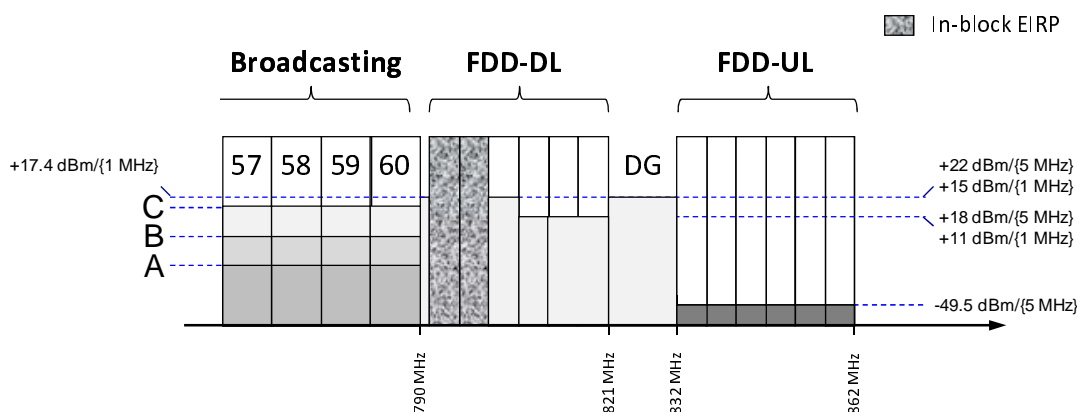 In-block EIRP
Broadcasting FDD-DL FDD-UL
57 58 59 60 DG
+17.4 dBm/{1 MHz}
+22 dBm/{5 MHz}
+15 dBm/{1 MHz}
C
+18 dBm/{5 MHz}
+11 dBm/{1 MHz}
B
A
-49.5 dBm/{5 MHz}
790 MHz
821 MHz
832 MHz
862 MHz